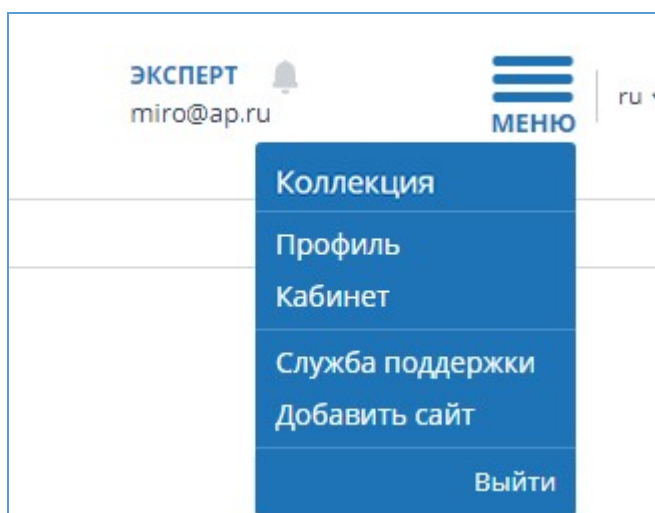 ЭКСПЕРТ
miro@ap.ru
МЕНЮ
ru
Коллекция
Профиль
Кабинет
Служба поддержки
Добавить сайт
Выйти